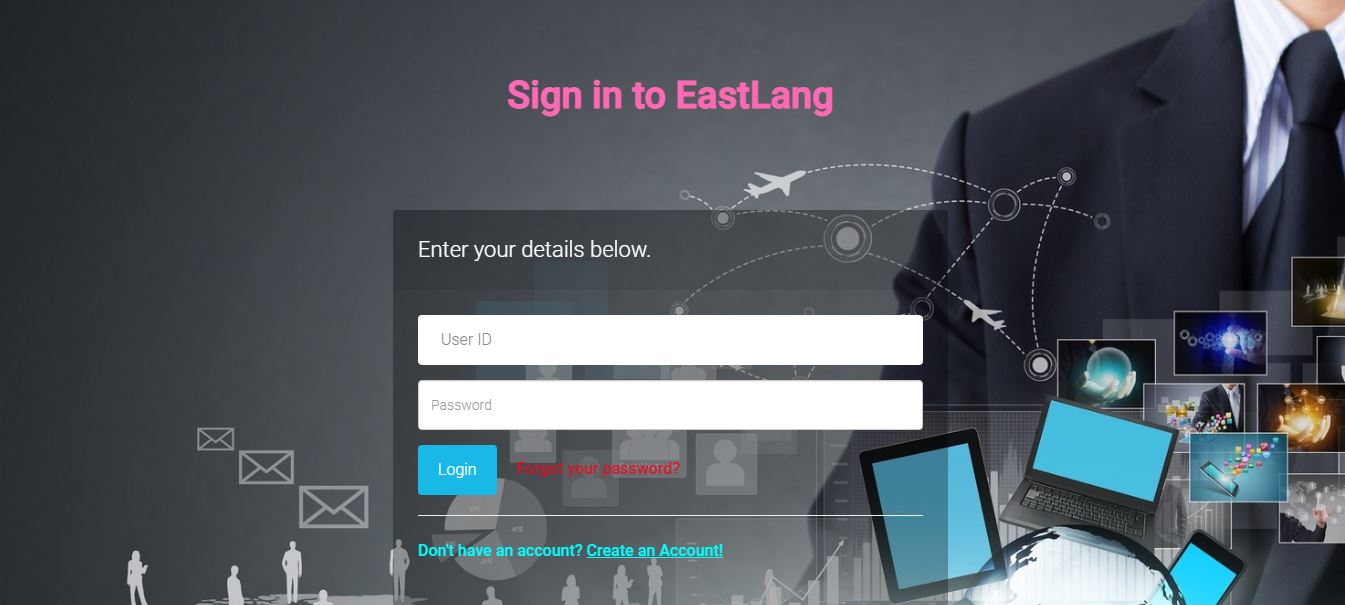 Sign in to EastLang
Enter your details below.
User ID
Password
Login
Forgot your password?
Don't have an account? Create an Account!